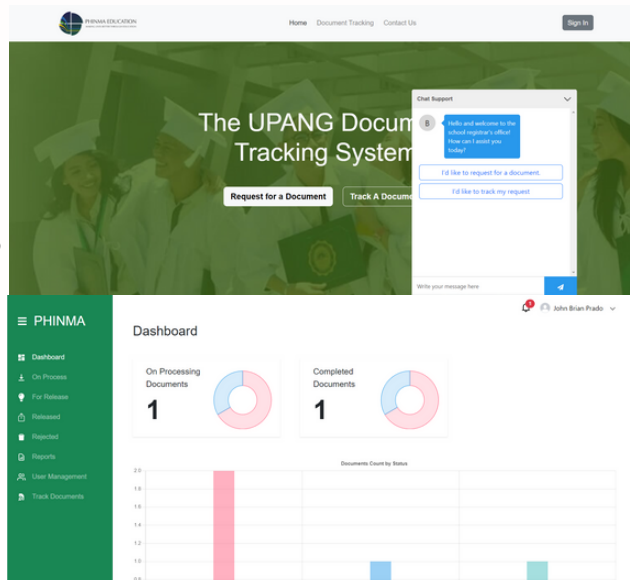 PHINMA EDUCATION
Home Document Tracking Contact Us
Sign In
The UPANG Docum
Tracking System
Request for a Document
Track A Docume
Chat Support
B
Hello and welcome to the
school registrar's office!
How can I assist you
today?
I'd like to request for a document.
I'd like to track my request
Write your message here
PHINMA
Dashboard
On Process
For Release
Released
Rejected
Reports
User Management
Track Documents
1
John Brian Prado
Dashboard
On Processing
Documents
1
Completed
Documents
1
Documents Count by Status
2.0
1.8
1.6
1.4
1.2
1.0
0.8